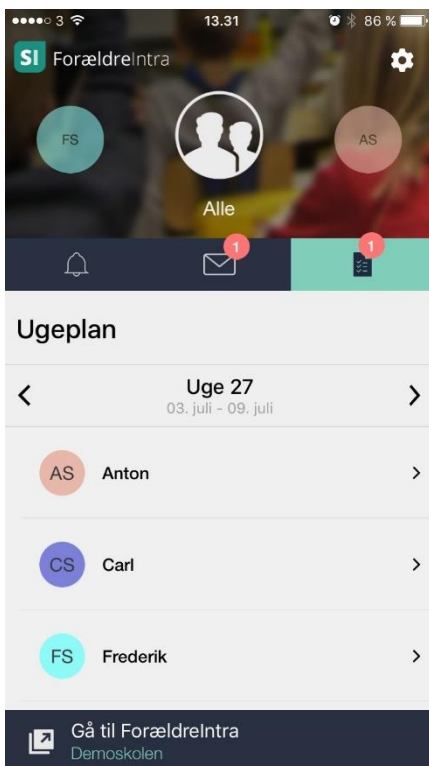 3 13.31 86 %
SI ForældreIntra
FS AS
Alle
1 1
Ugeplan
Uge 27
03. juli - 09. juli
AS Anton
CS Carl
FS Frederik
Gå til ForældreIntra
Demoskolen